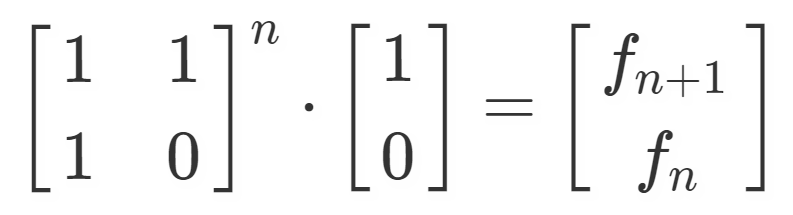 [1 1; 1 0]^n · [1; 0] = [f_{n+1}; f_n]